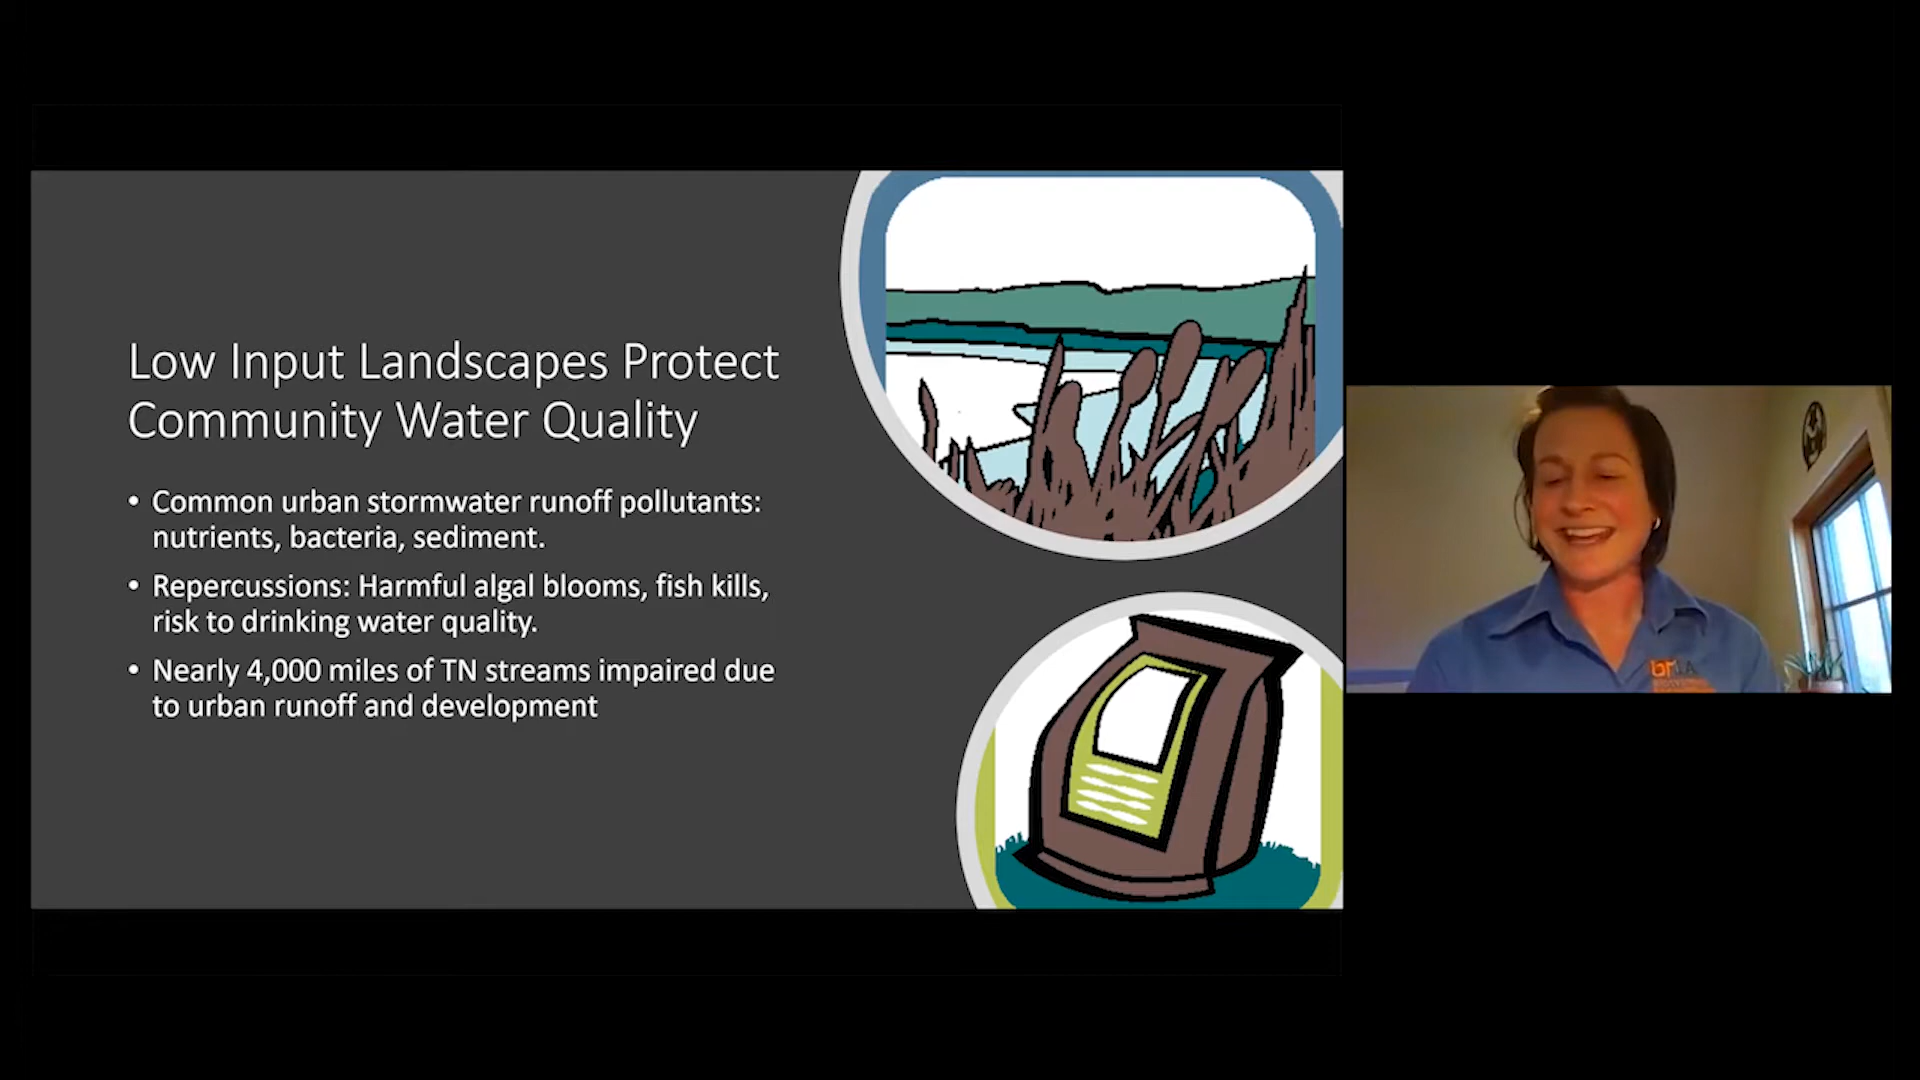 Low Input Landscapes Protect
Community Water Quality
• Common urban stormwater runoff pollutants:
nutrients, bacteria, sediment.
• Repercussions: Harmful algal blooms, fish kills,
risk to drinking water quality.
• Nearly 4,000 miles of TN streams impaired due
to urban runoff and development